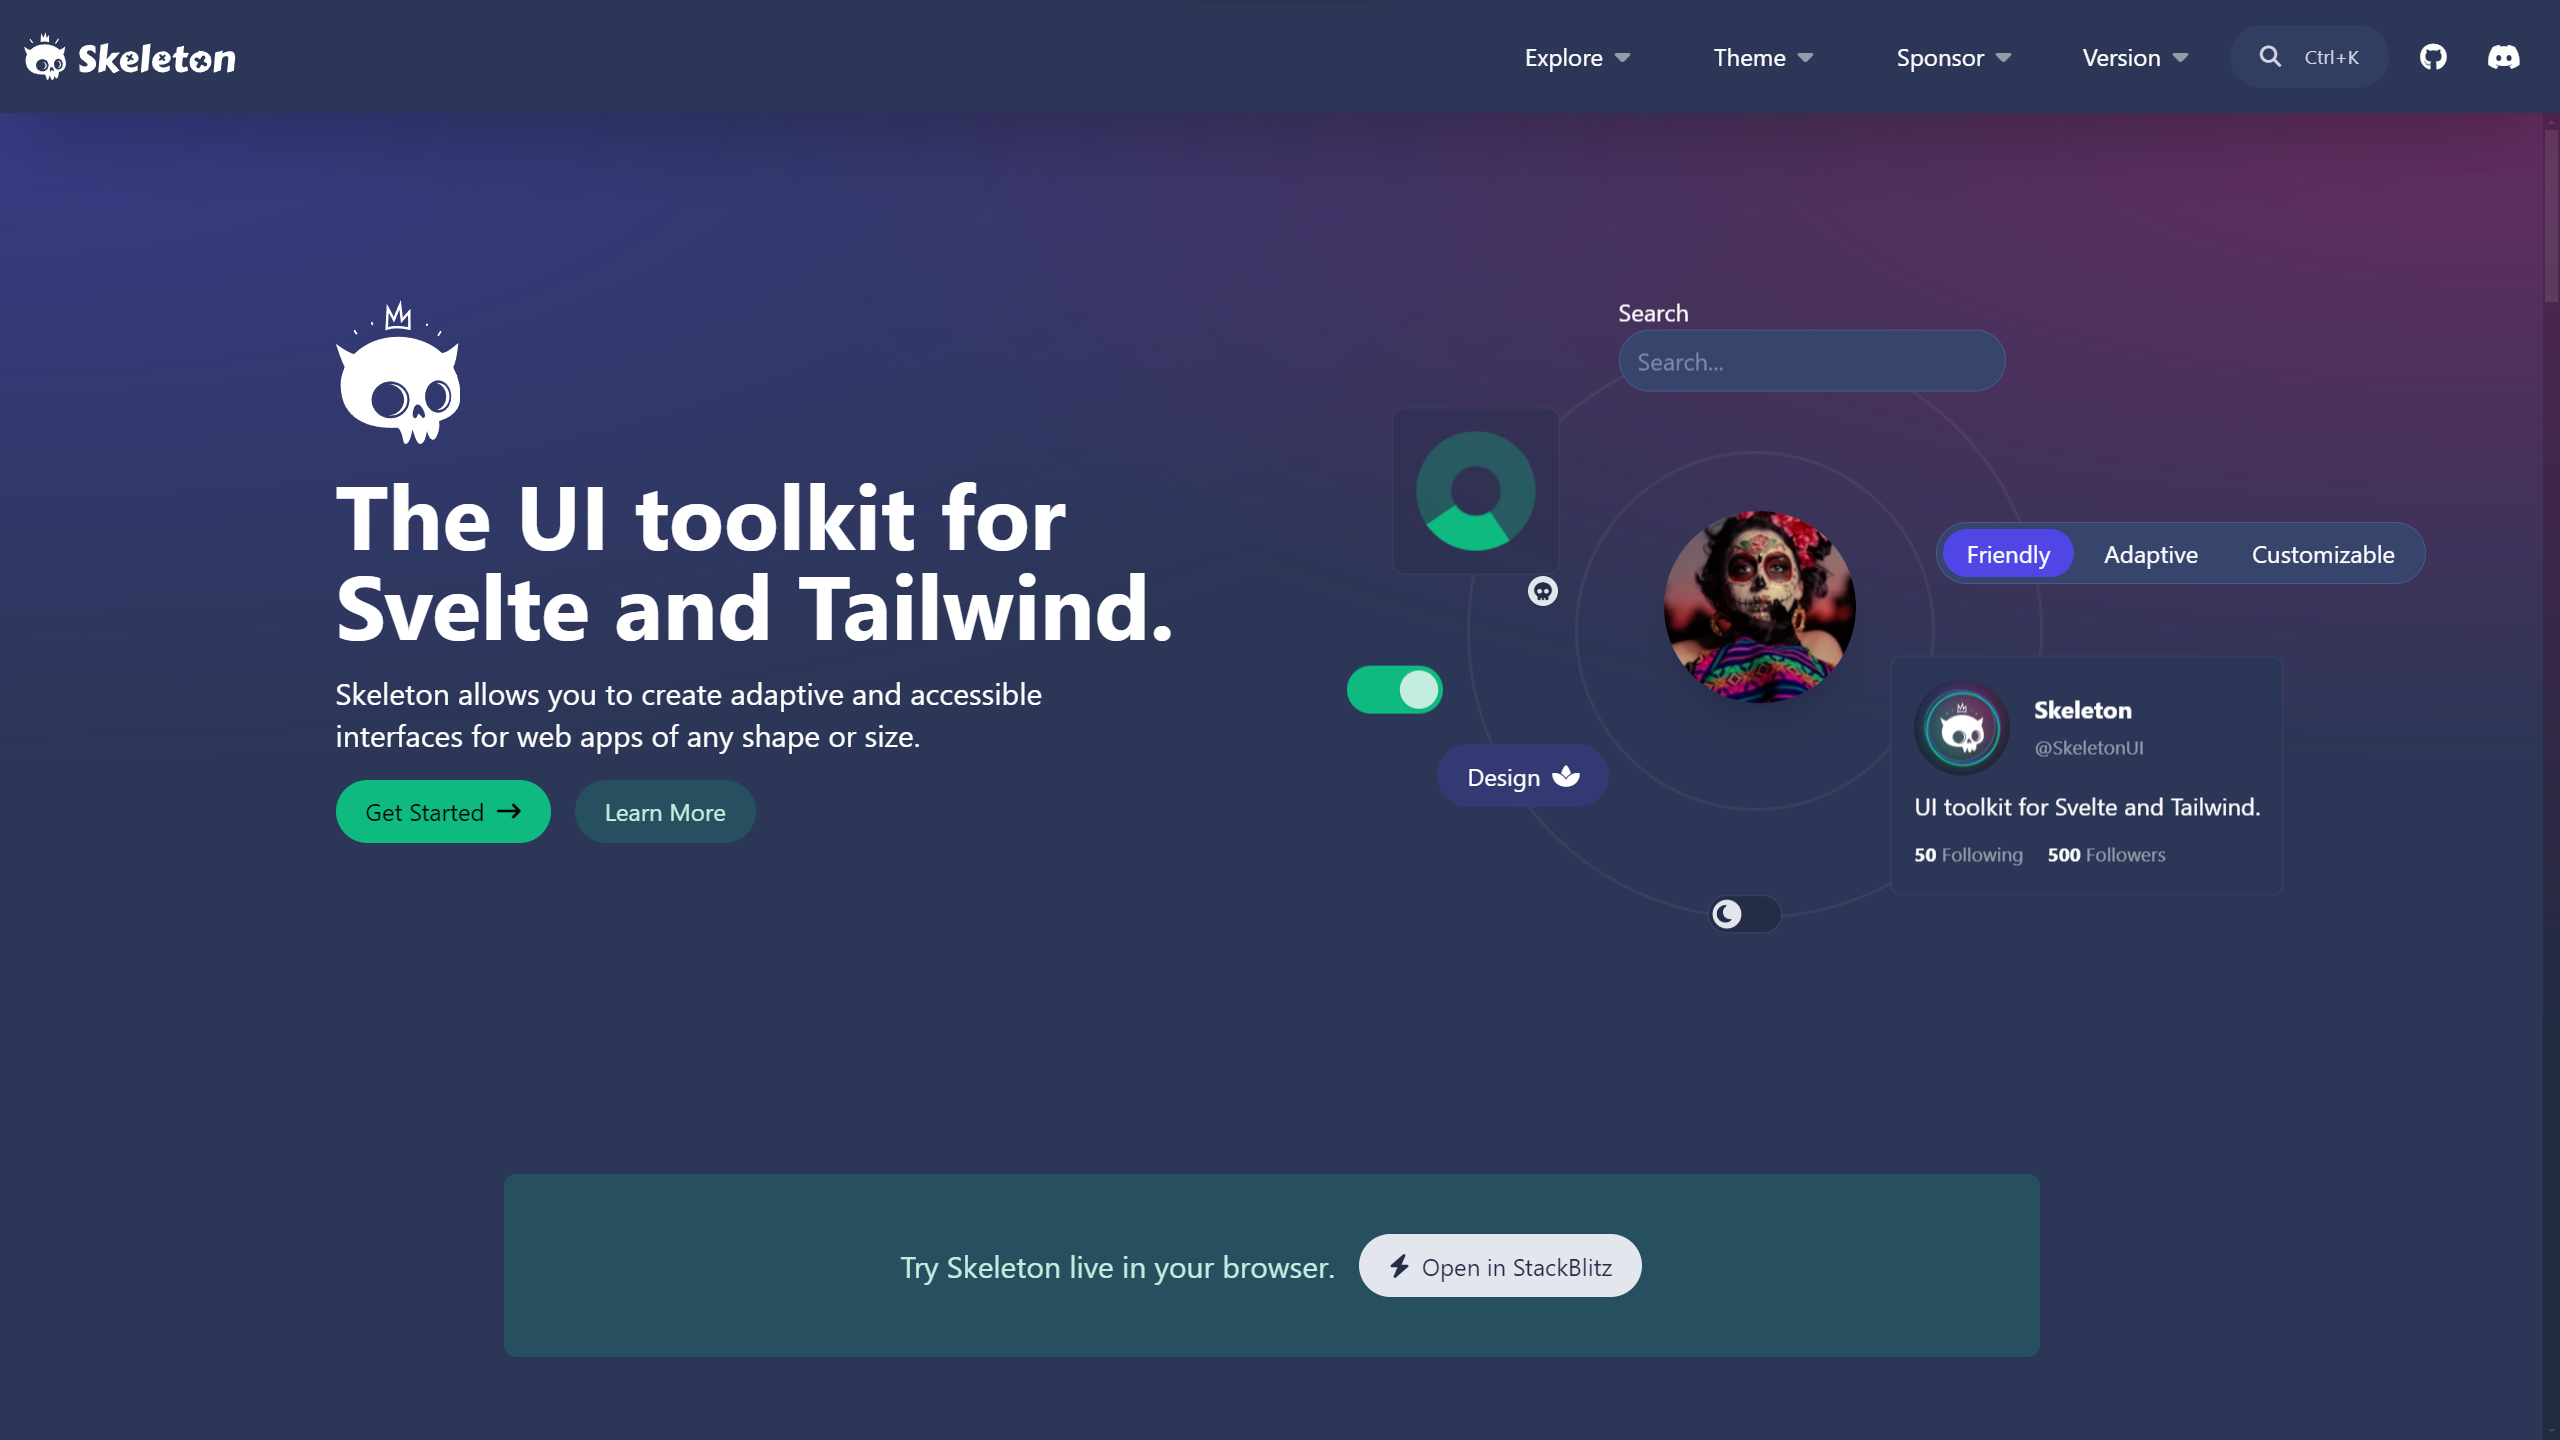 Skeleton
Explore
Theme
Sponsor
Version
Ctrl+K
The UI toolkit for
Svelte and Tailwind.
Skeleton allows you to create adaptive and accessible
interfaces for web apps of any shape or size.
Get Started
Learn More
Search
Search...
Friendly
Adaptive
Customizable
Design
Skeleton
@SkeletonUI
UI toolkit for Svelte and Tailwind.
50 Following 500 Followers
Try Skeleton live in your browser.
Open in StackBlitz